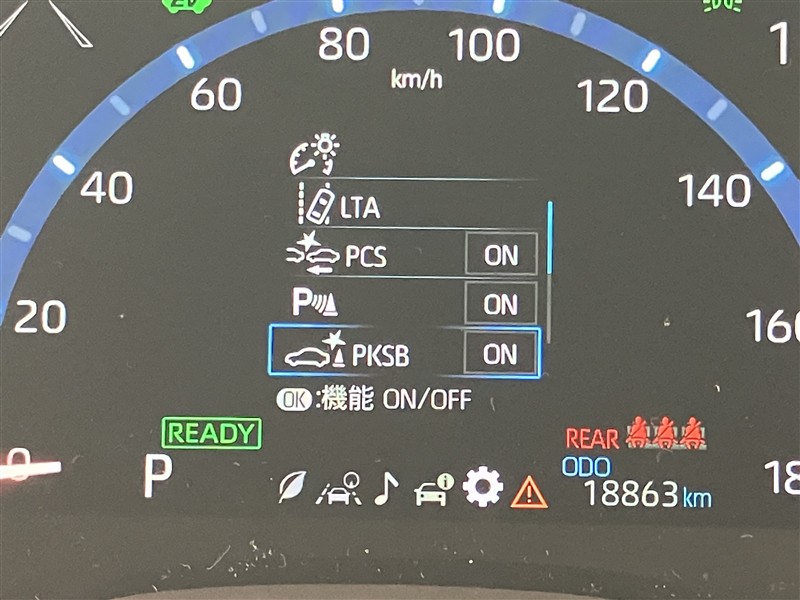 80
100
km/h
60
120
40
LTA
140
PCS ON
20
P ON
PKSB ON
OK:機能 ON/OFF
READY
REAR
0
P
ODO
18863km